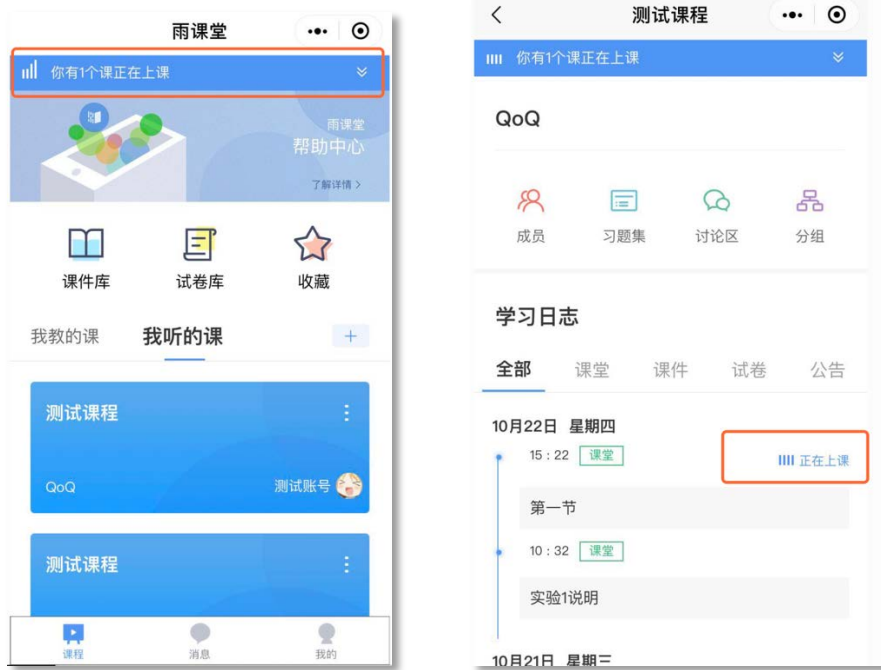 雨课堂
你有1个课正在上课
雨课堂
帮助中心
了解详情 >
课件库 试卷库 收藏
我教的课 我听的课 +
测试课程
QoQ 测试账号
测试课程
课程 消息 我的
测试课程
你有1个课正在上课
QoQ
成员 习题集 讨论区 分组
学习日志
全部 课堂 课件 试卷 公告
10月22日 星期四
15:22 课堂 正在上课
第一节
10:32 课堂
实验1说明
10月21日 星期三